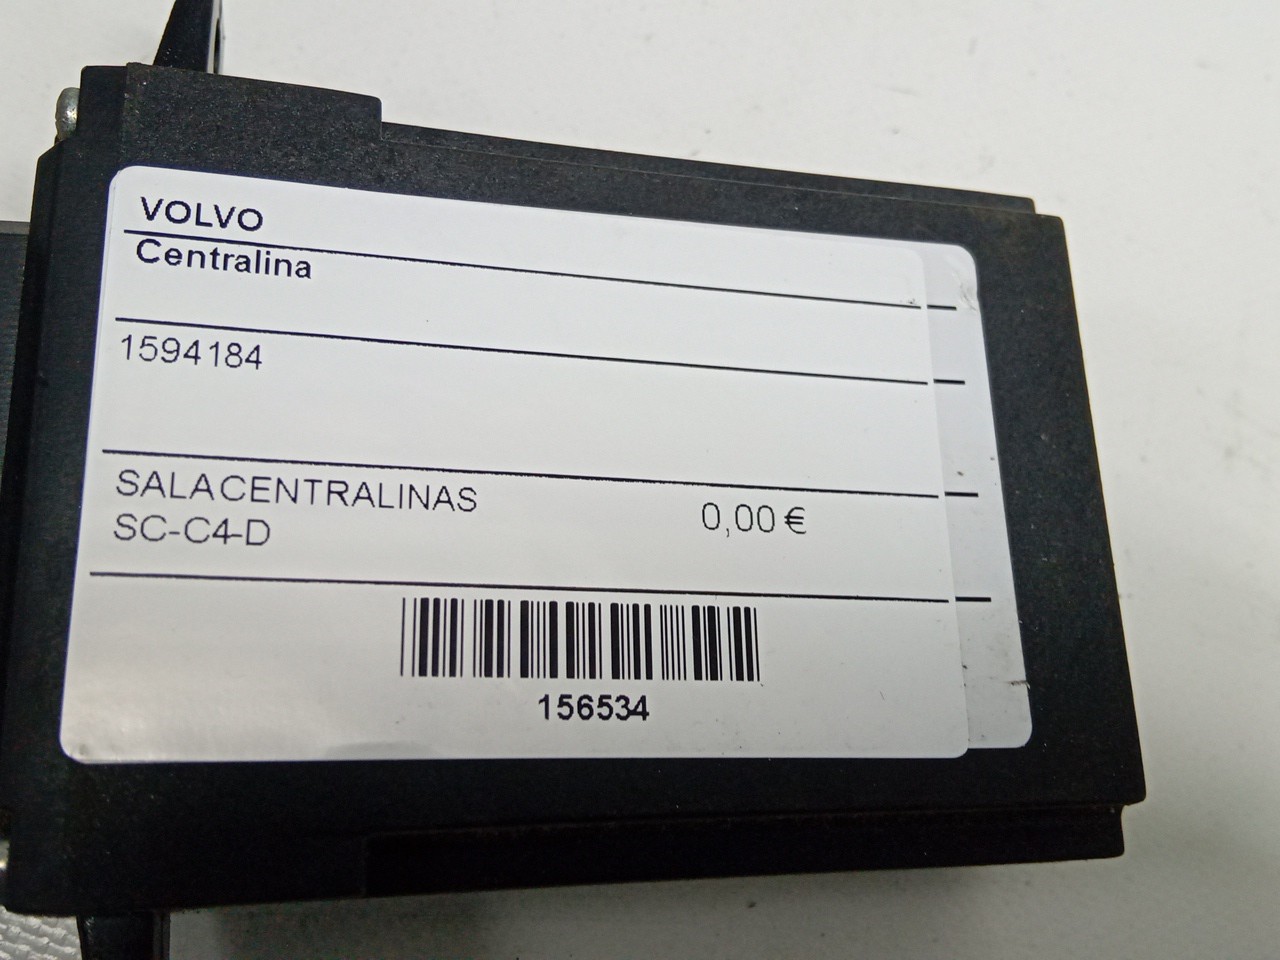 VOLVO
Centralina
1594184
SALACENTRALINAS
SC-C4-D
0,00 €
156534